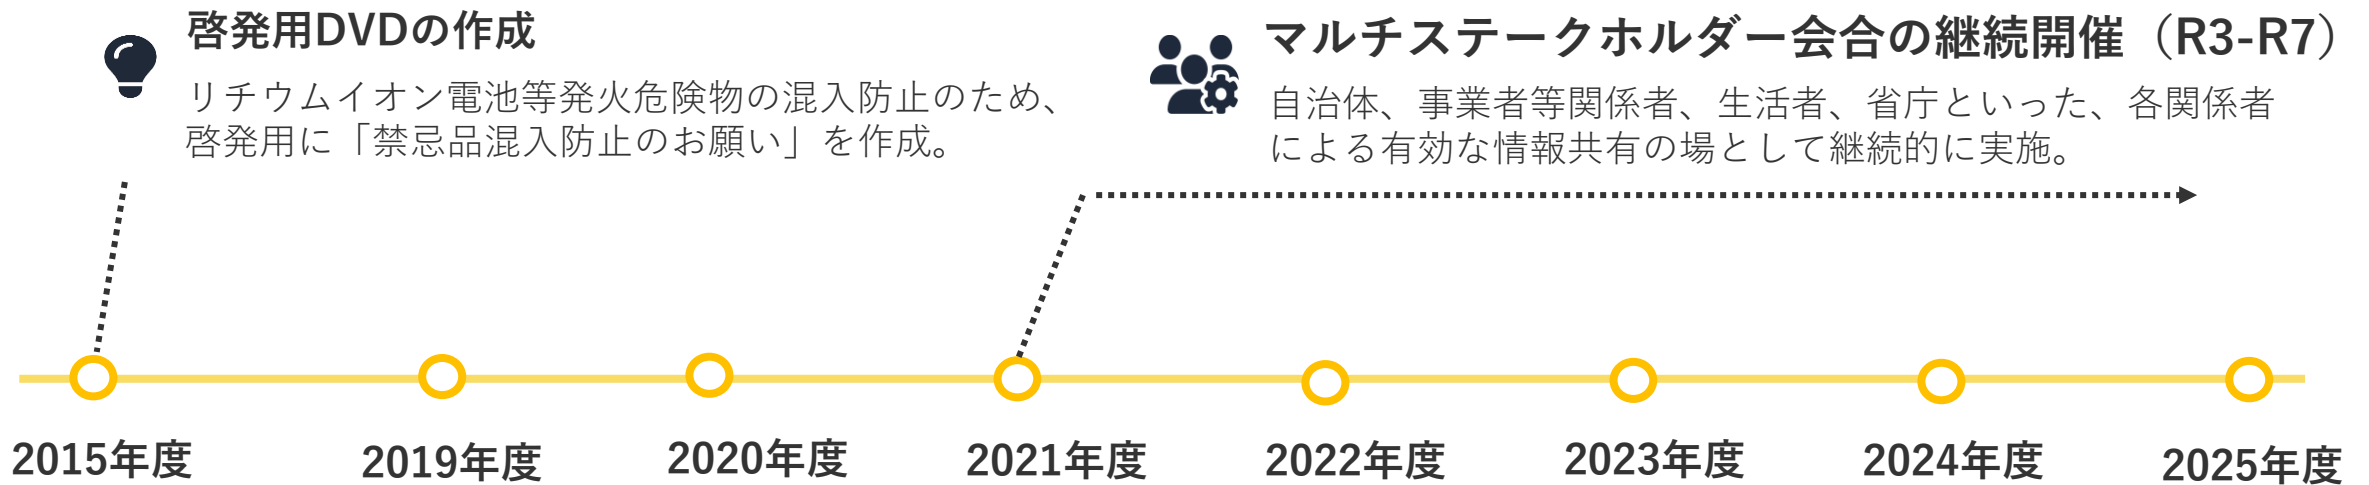 啓発用DVDの作成
リチウムイオン電池等発火危険物の混入防止のため、
啓発用に「禁忌品混入防止のお願い」を作成。
マルチステークホルダー会合の継続開催（R3-R7）
自治体、事業者等関係者、生活者、省庁といった、各関係者
による有効な情報共有の場として継続的に実施。
2015年度
2019年度
2020年度
2021年度
2022年度
2023年度
2024年度
2025年度